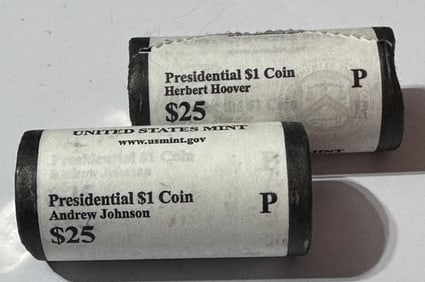 Presidential $1 Coin
Herbert Hoover
$25
P
UNITED STATES MINT
www.usmint.gov
Presidential $1 Coin
Andrew Johnson
$25
P